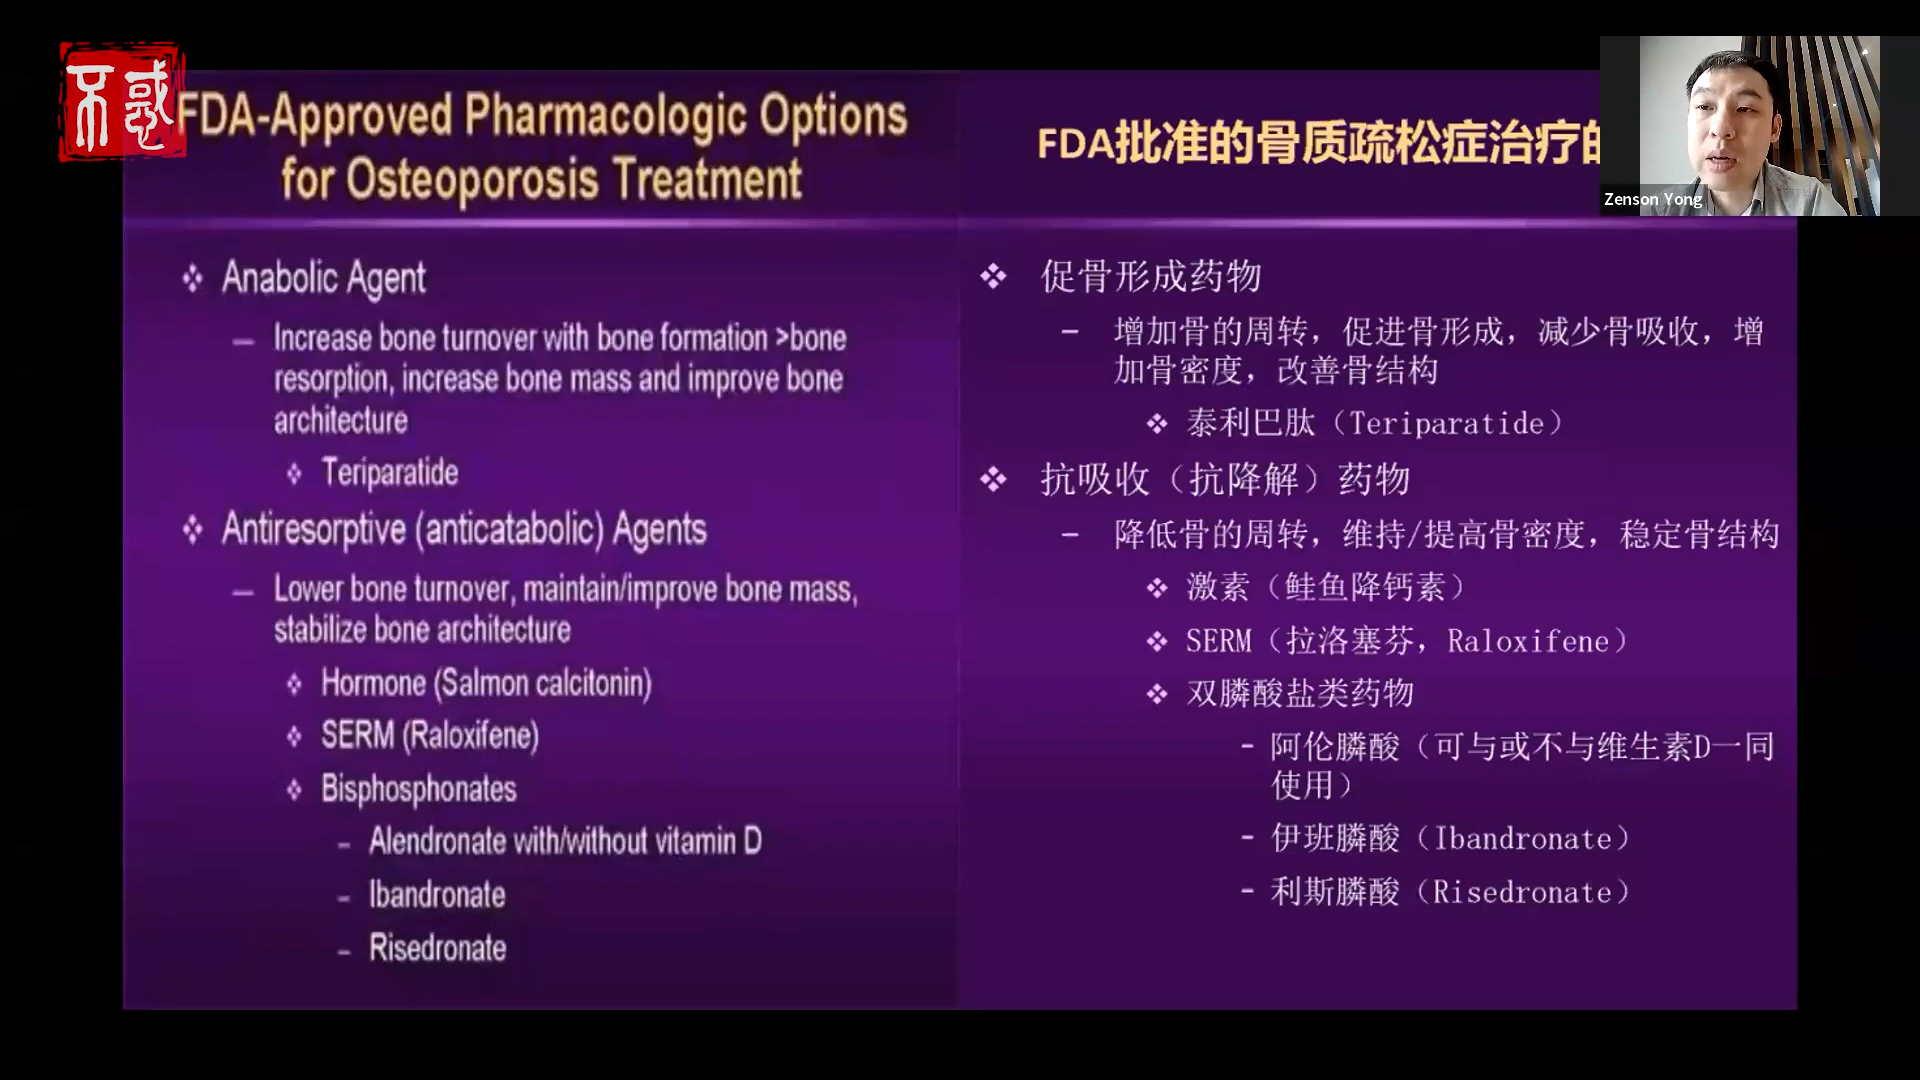 不惑
FDA-Approved Pharmacologic Options
for Osteoporosis Treatment
❖ Anabolic Agent
— Increase bone turnover with bone formation >bone
resorption, increase bone mass and improve bone
architecture
❖ Teriparatide
❖ Antiresorptive (anticatabolic) Agents
— Lower bone turnover, maintain/improve bone mass,
stabilize bone architecture
❖ Hormone (Salmon calcitonin)
❖ SERM (Raloxifene)
❖ Bisphosphonates
– Alendronate with/without vitamin D
– Ibandronate
– Risedronate
FDA批准的骨质疏松症治疗的
❖ 促骨形成药物
– 增加骨的周转，促进骨形成，减少骨吸收，增
加骨密度，改善骨结构
❖ 泰利巴肽（Teriparatide）
❖ 抗吸收（抗降解）药物
– 降低骨的周转，维持/提高骨密度，稳定骨结构
❖ 激素（鲑鱼降钙素）
❖ SERM（拉洛塞芬，Raloxifene）
❖ 双膦酸盐类药物
- 阿伦膦酸（可与或不与维生素D一同
使用）
- 伊班膦酸（Ibandronate）
- 利斯膦酸（Risedronate）
Zenson Yong